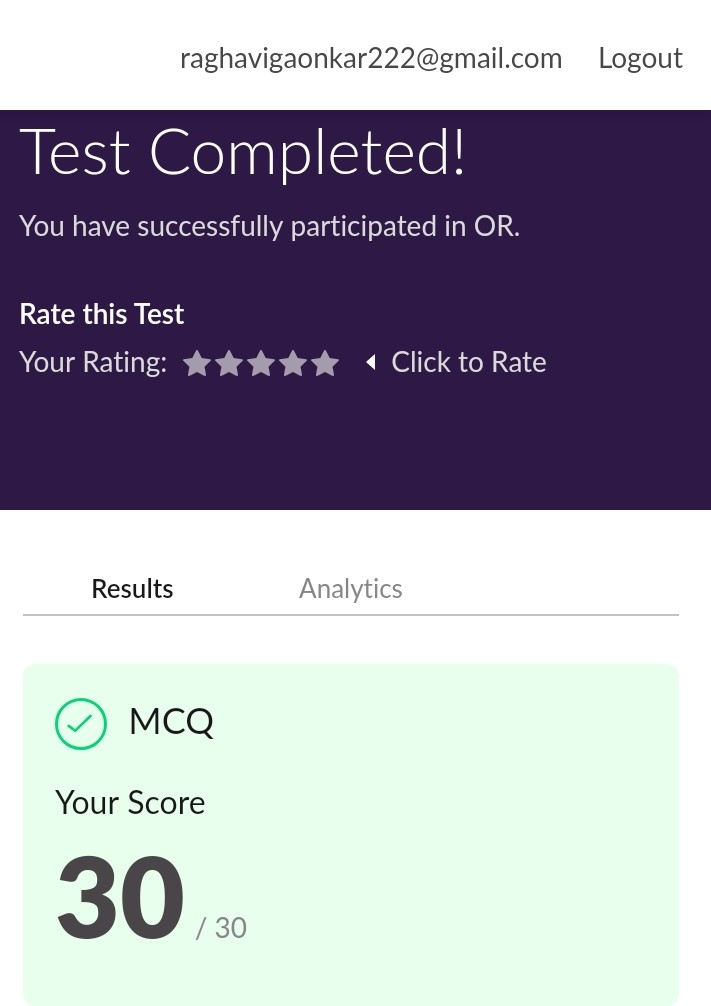 raghavigaonkar222@gmail.com Logout
Test Completed!
You have successfully participated in OR.
Rate this Test
Your Rating: Click to Rate
Results Analytics
MCQ
Your Score
30 / 30